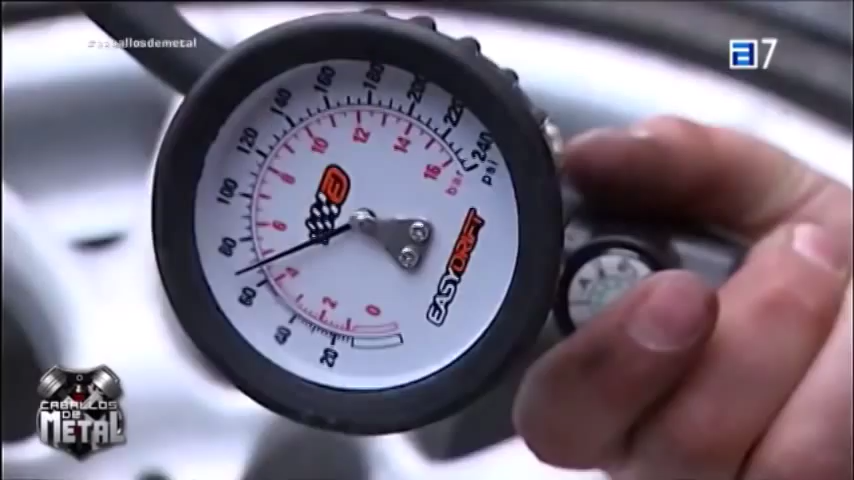 #caballosdemetal
a7
20 40 60 80 100 120 140 160 180 200 220 240
psi
0 2 4 6 8 10 12 14 16
bar
EASYDRIFT
CABALLOS
DE
METAL